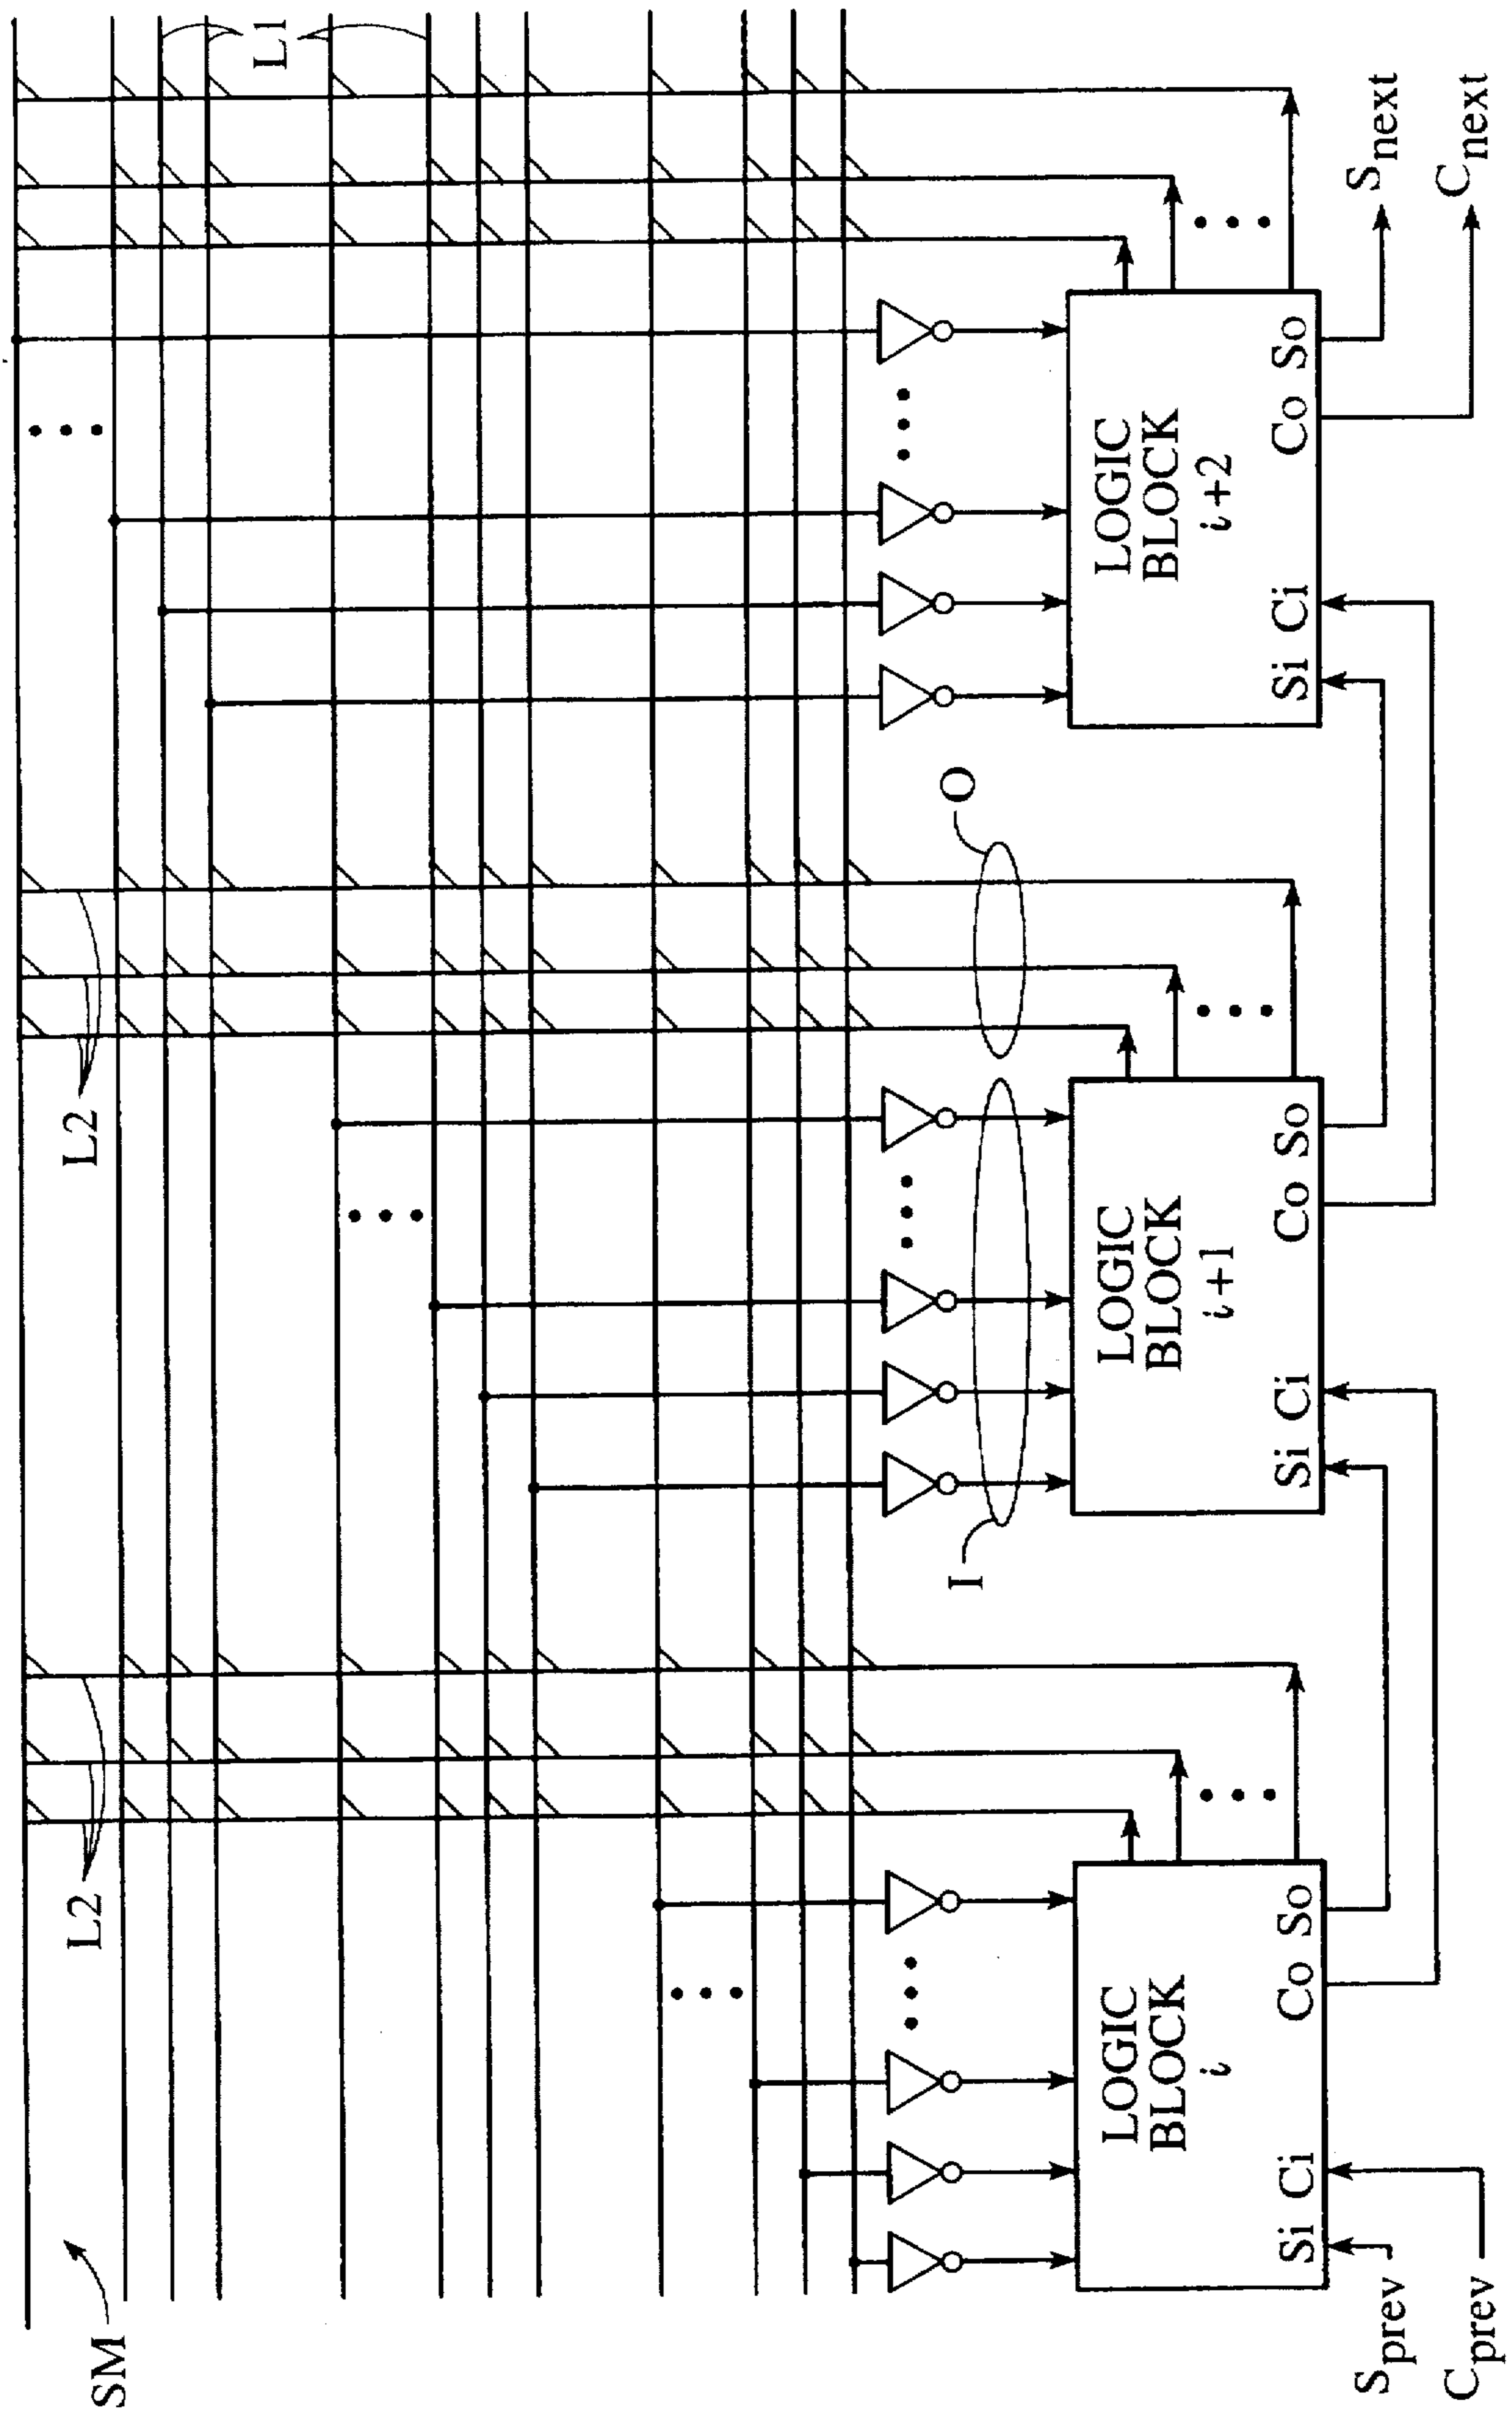 SM
L2
L2
L1
I
O
LOGIC
BLOCK
i
Si Ci
Co So
LOGIC
BLOCK
i+1
Si Ci
Co So
LOGIC
BLOCK
i+2
Si Ci
Co So
Sprev
Cprev
Snext
Cnext